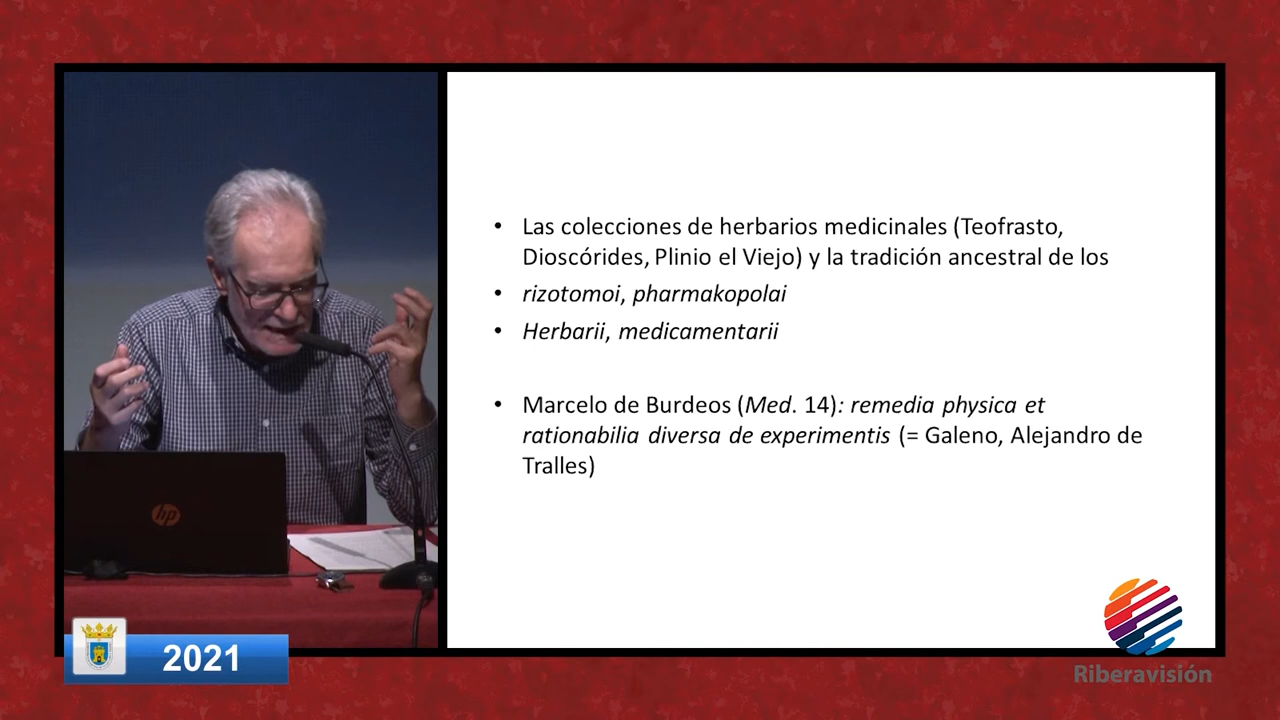 • Las colecciones de herbarios medicinales (Teofrasto,
Dioscórides, Plinio el Viejo) y la tradición ancestral de los
• rizotomoi, pharmakopolai
• Herbarii, medicamentarii
• Marcelo de Burdeos (Med. 14): remedia physica et
rationabilia diversa de experimentis (= Galeno, Alejandro de
Tralles)
hp
2021
Riberavisión